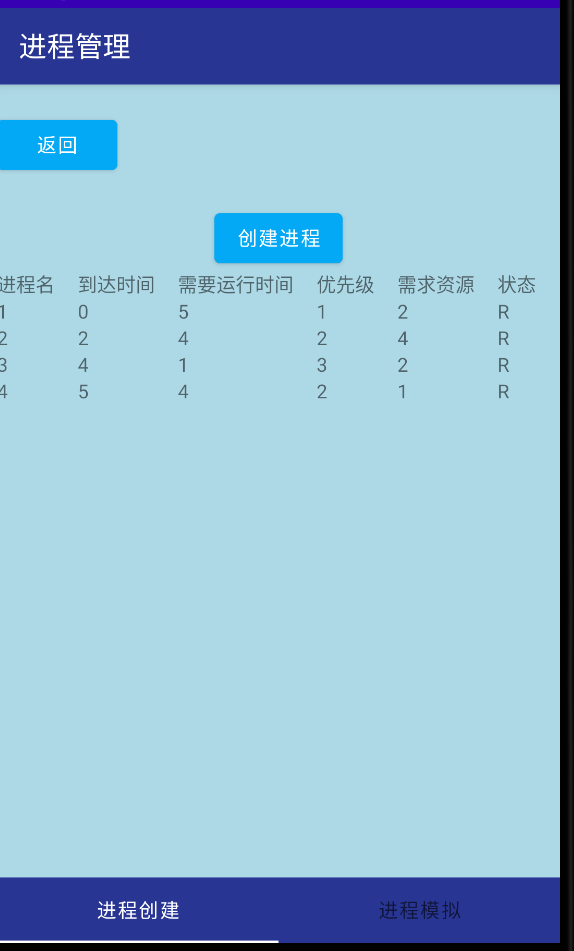 进程管理
返回
创建进程
进程名 到达时间 需要运行时间 优先级 需求资源 状态
1 0 5 1 2 R
2 2 4 2 4 R
3 4 1 3 2 R
4 5 4 2 1 R
进程创建 进程模拟